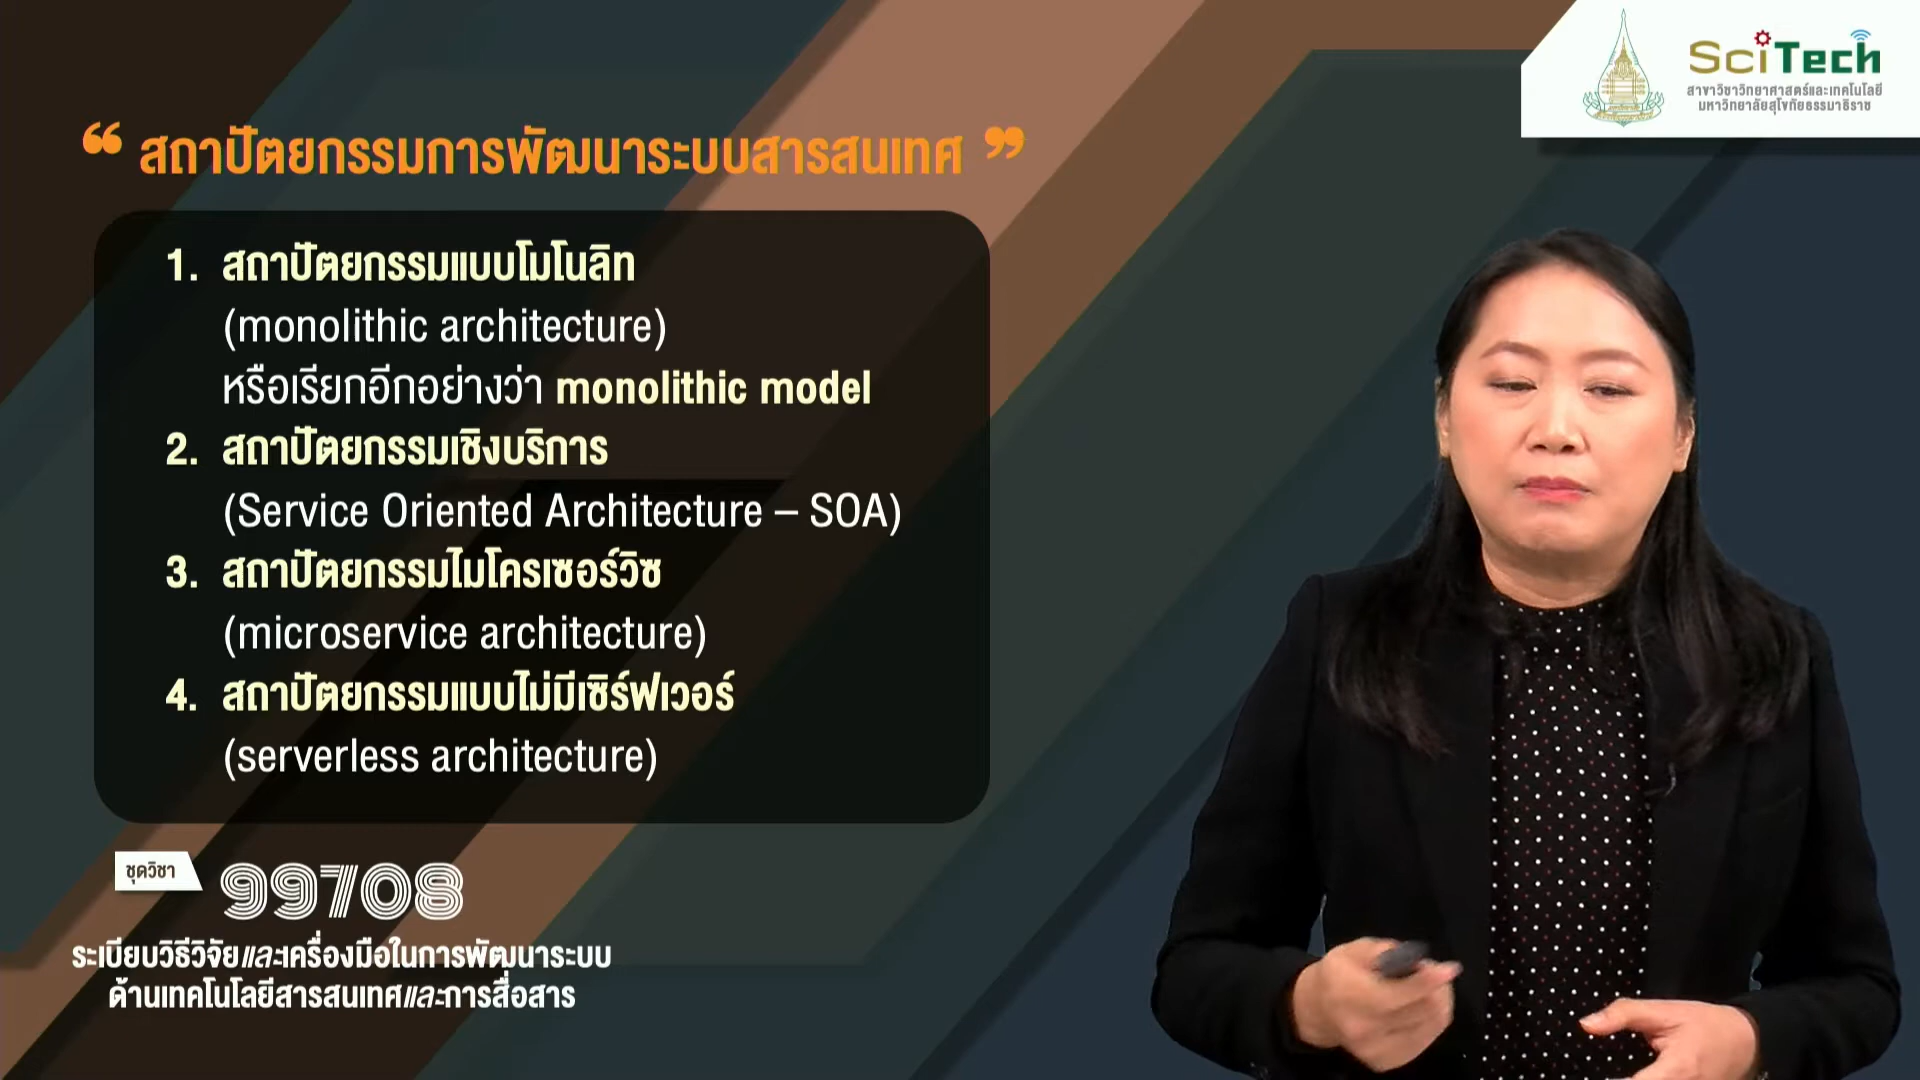 SciTech
สาขาวิชาวิทยาศาสตร์และเทคโนโลยี
มหาวิทยาลัยสุโขทัยธรรมาธิราช
“ สถาปัตยกรรมการพัฒนาระบบสารสนเทศ ”
1. สถาปัตยกรรมแบบโมโนลิท
(monolithic architecture)
หรือเรียกอีกอย่างว่า monolithic model
2. สถาปัตยกรรมเชิงบริการ
(Service Oriented Architecture – SOA)
3. สถาปัตยกรรมไมโครเซอร์วิซ
(microservice architecture)
4. สถาปัตยกรรมแบบไม่มีเซิร์ฟเวอร์
(serverless architecture)
ชุดวิชา 99708
ระเบียบวิธีวิจัยและเครื่องมือในการพัฒนาระบบ
ด้านเทคโนโลยีสารสนเทศและการสื่อสาร